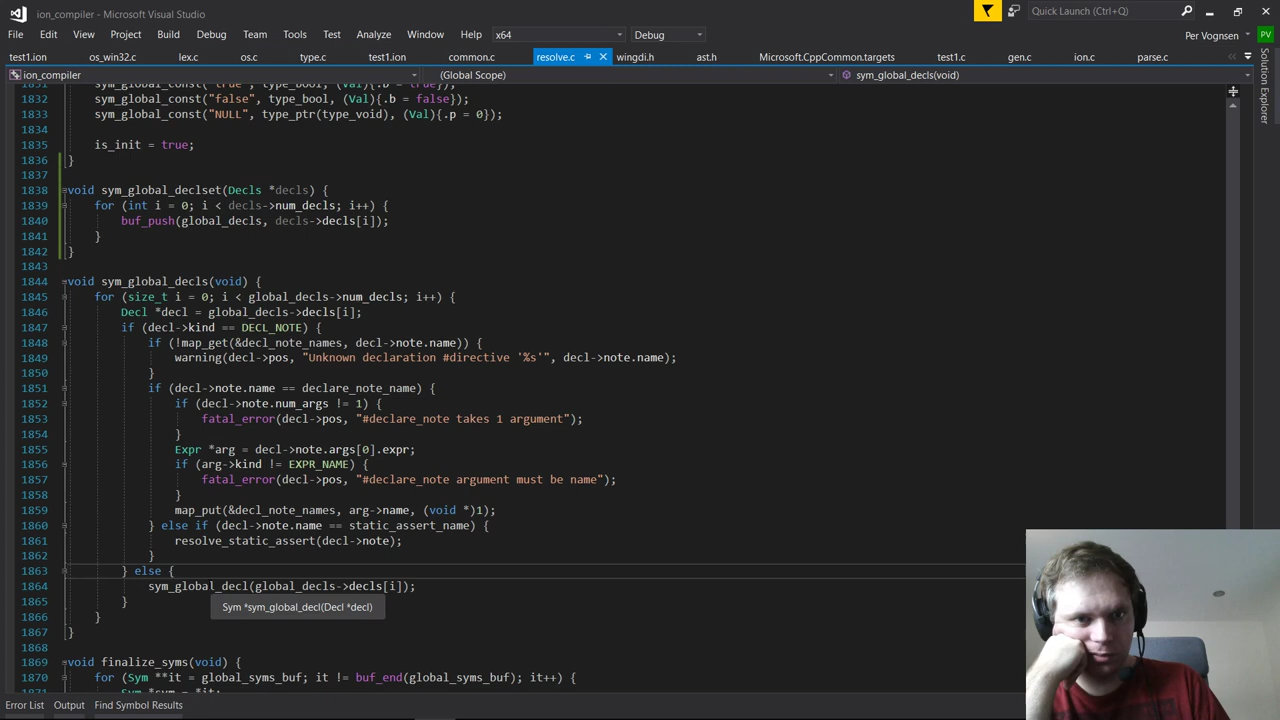 ion_compiler - Microsoft Visual Studio
Quick Launch (Ctrl+Q)
File Edit View Project Build Debug Team Tools Test Analyze Window Help x64 Debug Per Vognsen PV
test1.ion os_win32.c lex.c os.c type.c test1.ion common.c resolve.c wingdi.h ast.h Microsoft.CppCommon.targets test1.c gen.c ion.c parse.c
ion_compiler (Global Scope) sym_global_decls(void)
Solution Explorer
1831 sym_global_const("true", type_bool, (Val){.b = true});
1832 sym_global_const("false", type_bool, (Val){.b = false});
1833 sym_global_const("NULL", type_ptr(type_void), (Val){.p = 0});
1834
1835 is_init = true;
1836 }
1837
1838 void sym_global_declset(Decls *decls) {
1839 for (int i = 0; i < decls->num_decls; i++) {
1840 buf_push(global_decls, decls->decls[i]);
1841 }
1842 }
1843
1844 void sym_global_decls(void) {
1845 for (size_t i = 0; i < global_decls->num_decls; i++) {
1846 Decl *decl = global_decls->decls[i];
1847 if (decl->kind == DECL_NOTE) {
1848 if (!map_get(&decl_note_names, decl->note.name)) {
1849 warning(decl->pos, "Unknown declaration #directive '%s'", decl->note.name);
1850 }
1851 if (decl->note.name == declare_note_name) {
1852 if (decl->note.num_args != 1) {
1853 fatal_error(decl->pos, "#declare_note takes 1 argument");
1854 }
1855 Expr *arg = decl->note.args[0].expr;
1856 if (arg->kind != EXPR_NAME) {
1857 fatal_error(decl->pos, "#declare_note argument must be name");
1858 }
1859 map_put(&decl_note_names, arg->name, (void *)1);
1860 } else if (decl->note.name == static_assert_name) {
1861 resolve_static_assert(decl->note);
1862 }
1863 } else {
1864 sym_global_decl(global_decls->decls[i]);
1865 }
Sym *sym_global_decl(Decl *decl)
1866 }
1867 }
1868
1869 void finalize_syms(void) {
1870 for (Sym **it = global_syms_buf; it != buf_end(global_syms_buf); it++) {
1871 Sym *sym = *it;
Error List Output Find Symbol Results